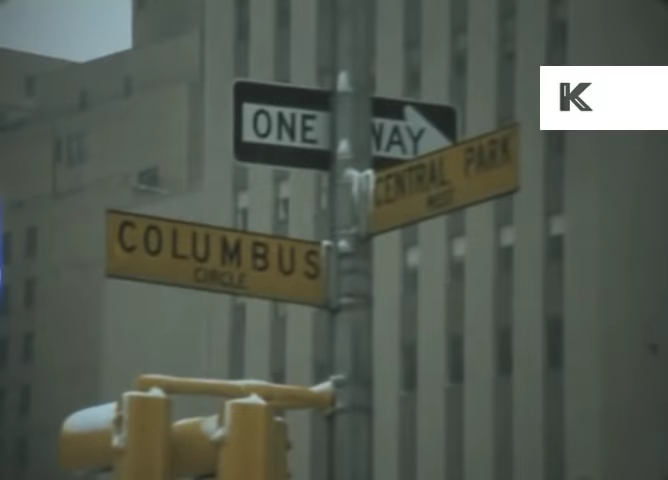 ONE WAY
CENTRAL PARK
WEST
COLUMBUS
CIRCLE
K